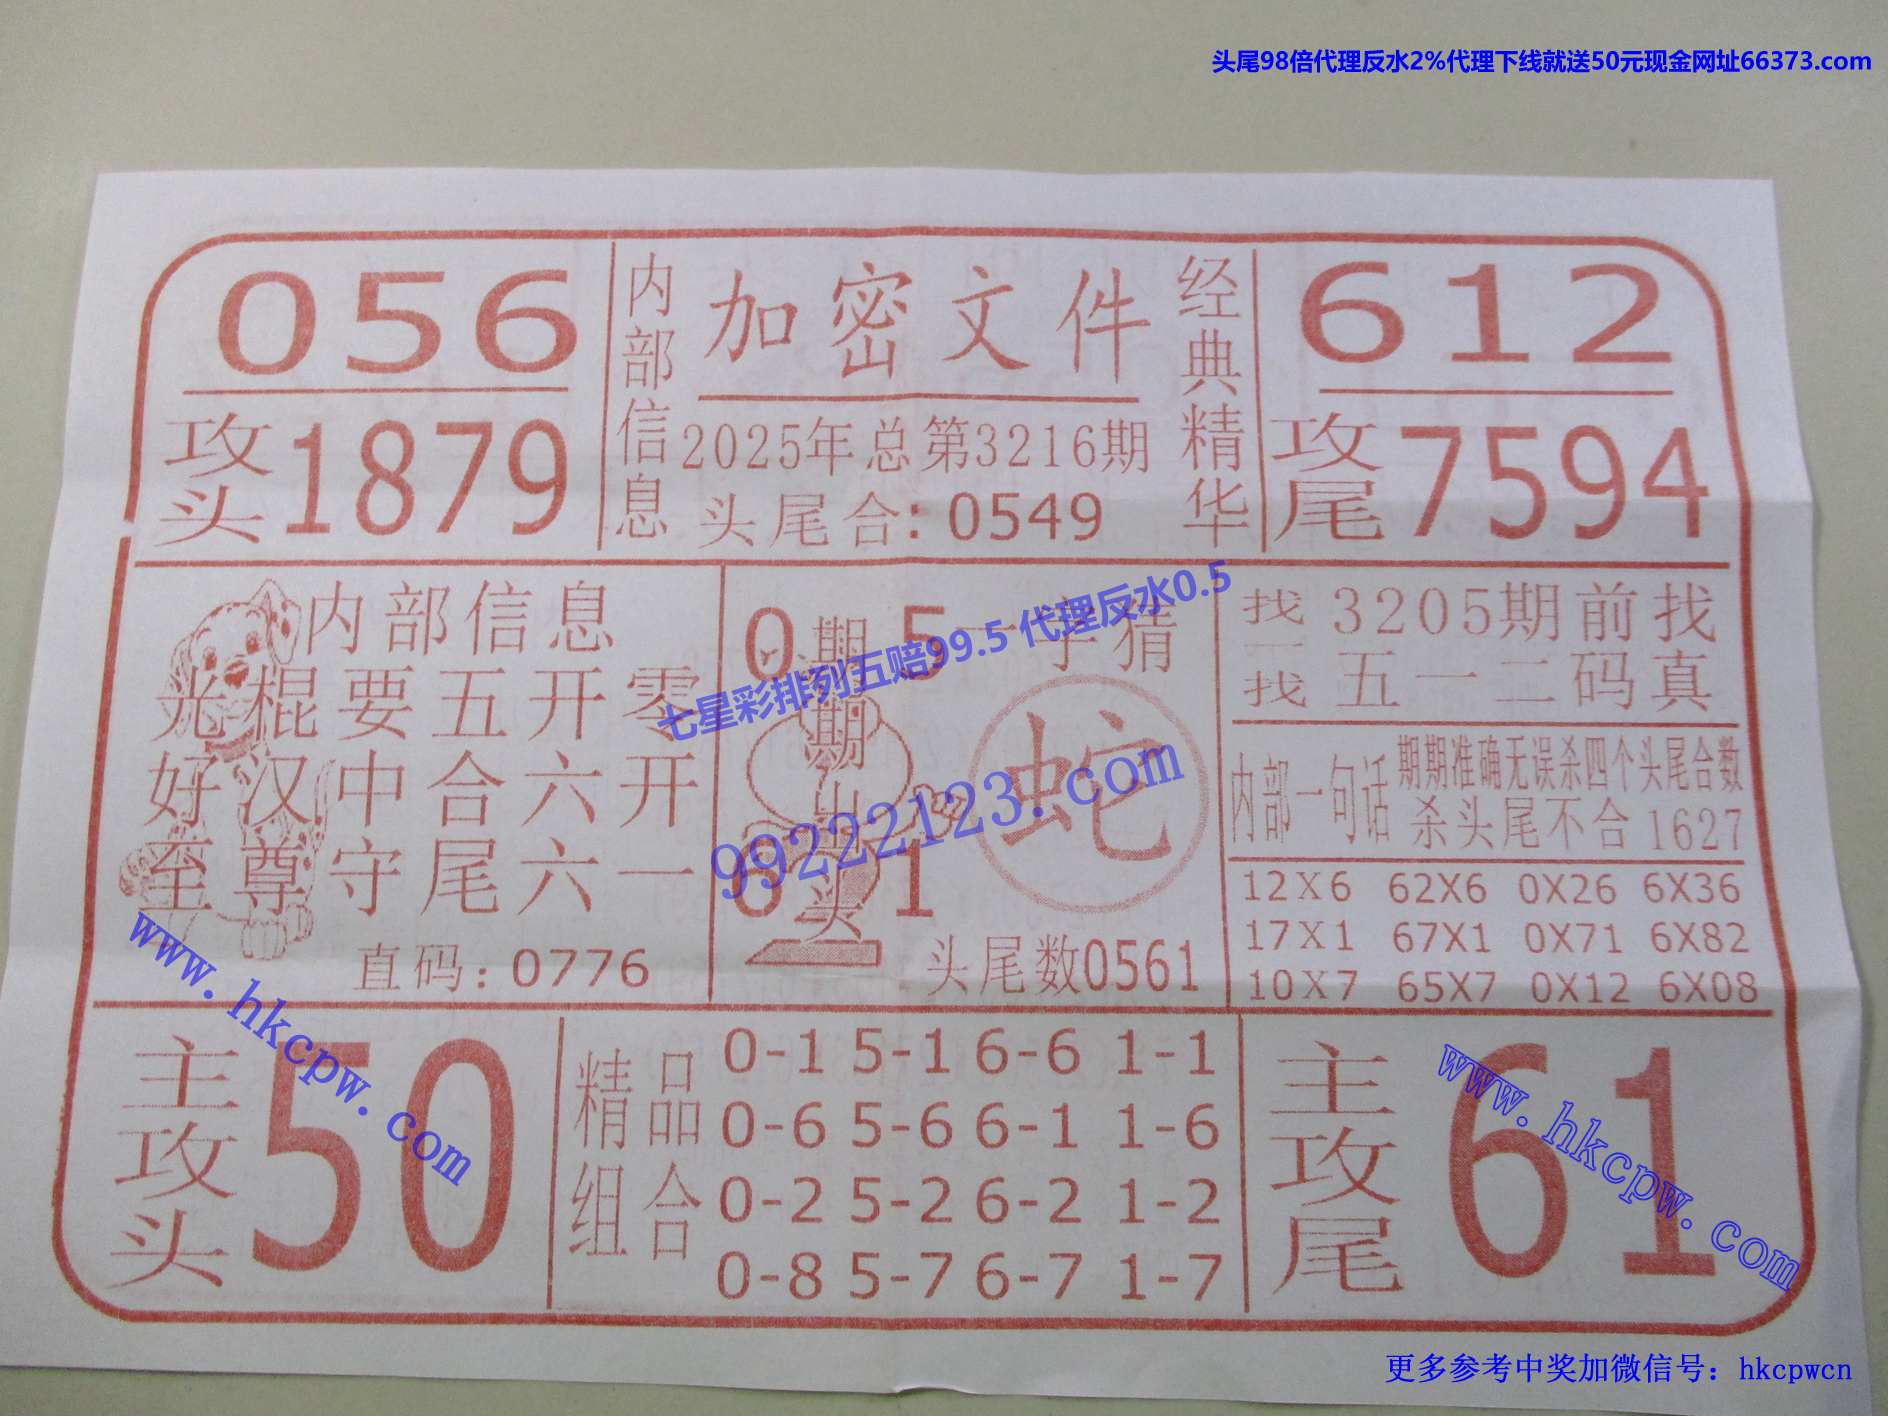 头尾98倍代理反水2%代理下线就送50元现金网址66373.com
056
攻头1879
内部信息
加密文件
2025年总第3216期
头尾合:0549
经典精华
612
攻尾7594
内部信息
光棍要五开零
好汉中合六开
至尊守尾六一
直码:0776
0 5
期期出头
0 1
一字猜
蛇
头尾数0561
七星彩排列五赔99.5 代理反水0.5
99222123.com
找一找
3205期前找
五一二码真
内部一句话
期期准确无误杀四个头尾合数
杀头尾不合1627
12X6 62X6 0X26 6X36
17X1 67X1 0X71 6X82
10X7 65X7 0X12 6X08
主攻头
50
www.hkcpw.com
精品组合
0-1 5-1 6-6 1-1
0-6 5-6 6-1 1-6
0-2 5-2 6-2 1-2
0-8 5-7 6-7 1-7
主攻尾
61
www.hkcpw.com
更多参考中奖加微信号：hkcpwcn